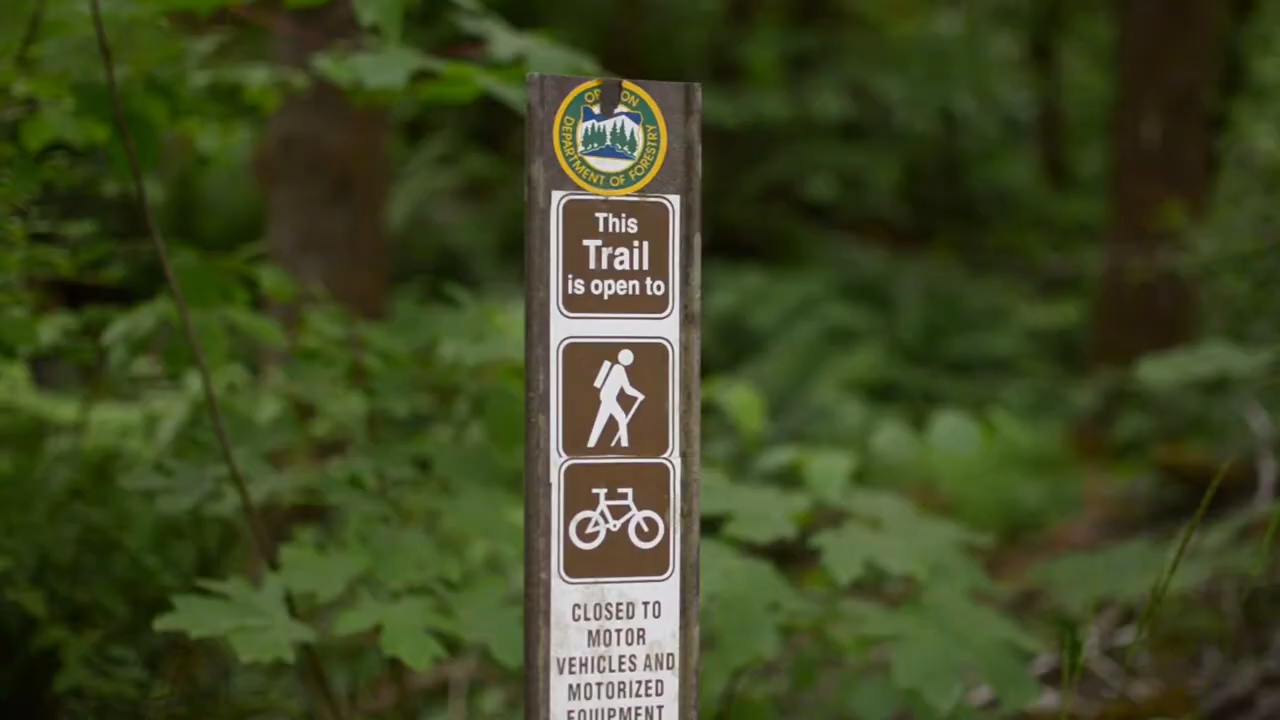 DEPARTMENT OF FORESTRY
This
Trail
is open to
CLOSED TO
MOTOR
VEHICLES AND
MOTORIZED
EQUIPMENT